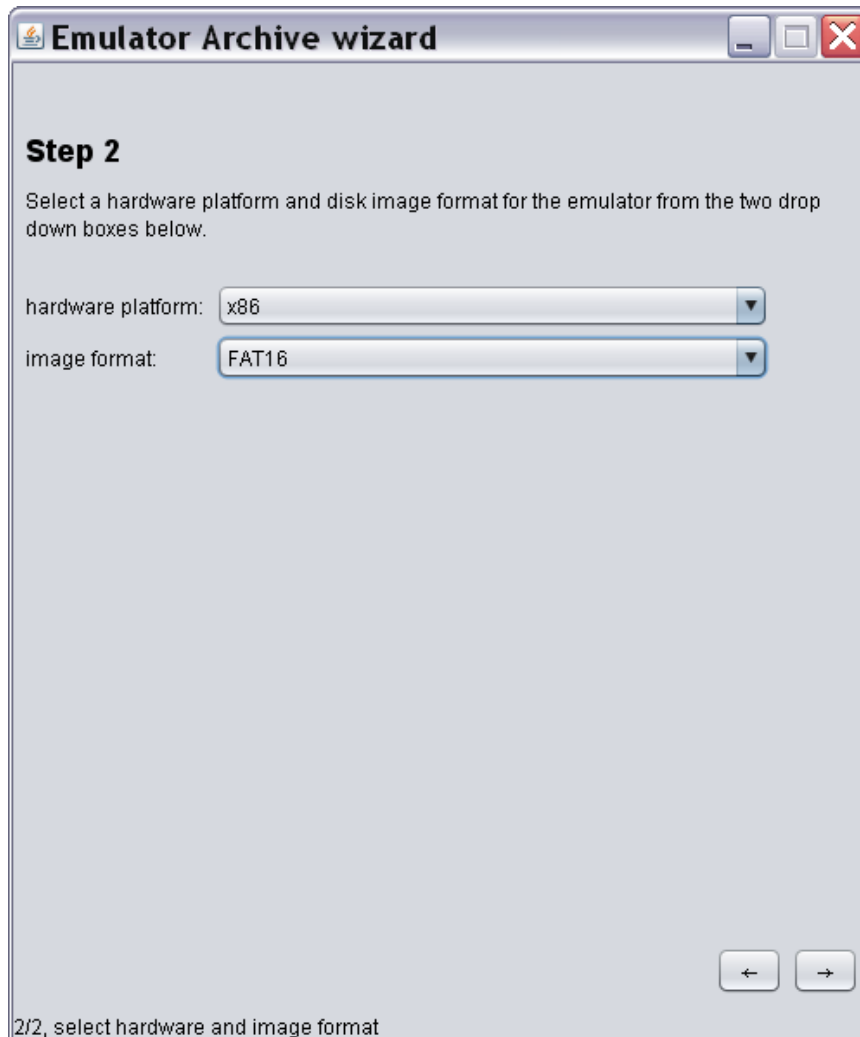 Emulator Archive wizard
Step 2
Select a hardware platform and disk image format for the emulator from the two drop
down boxes below.
hardware platform: x86
image format: FAT16
← →
2/2, select hardware and image format